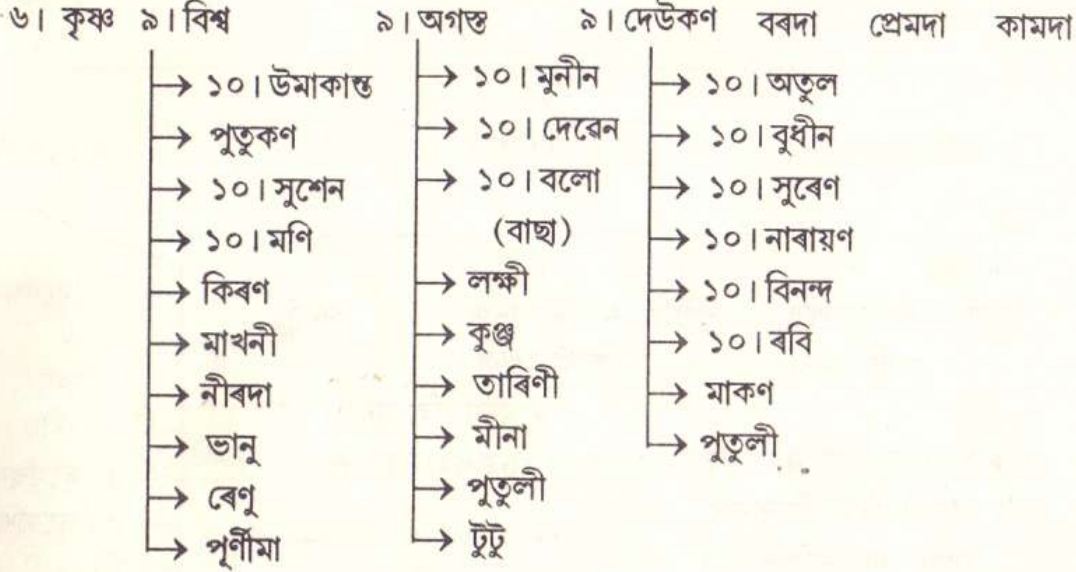 ৬। কৃষ্ণ ৯। বিশ্ব ৯। অগস্ত ৯। দেউকণ বৰদা প্ৰেমদা কামদা
→ ১০। উমাকান্ত → ১০। মুনীন → ১০। অতুল
→ পুতুকণ → ১০। দেৱেন → ১০। বুধীন
→ ১০। সুশেন → ১০। বলো → ১০। সুৰেণ
→ ১০। মণি (বাছা) → ১০। নাৰায়ণ
→ কিৰণ → লক্ষী → ১০। বিনন্দ
→ মাখনী → কুঞ্জ → ১০। ৰবি
→ নীৰদা → তাৰিণী → মাকণ
→ ভানু → মীনা → পুতুলী
→ ৰেণু → পুতুলী
→ পূৰ্ণীমা → টুটু